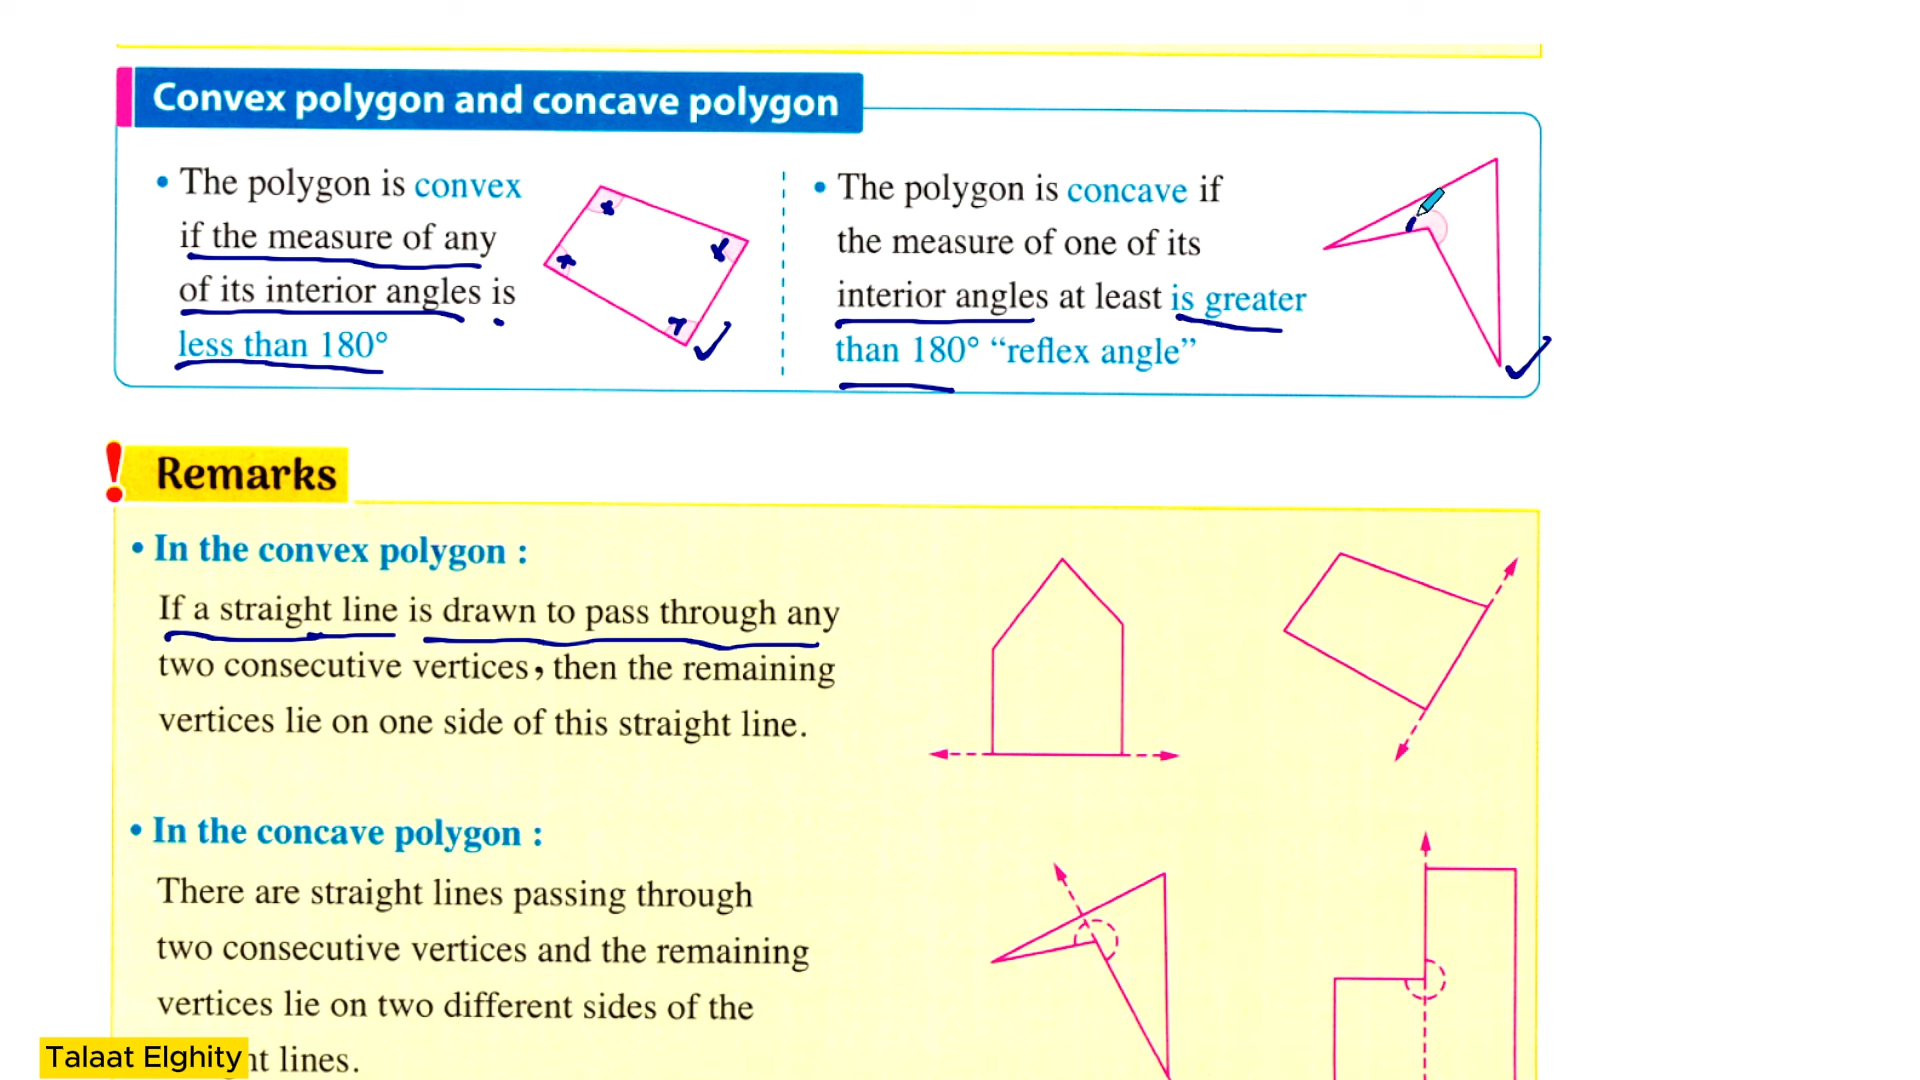 Convex polygon and concave polygon
• The polygon is convex
if the measure of any
of its interior angles is
less than 180°
• The polygon is concave if
the measure of one of its
interior angles at least is greater
than 180° “reflex angle”
! Remarks
• In the convex polygon :
If a straight line is drawn to pass through any
two consecutive vertices, then the remaining
vertices lie on one side of this straight line.
• In the concave polygon :
There are straight lines passing through
two consecutive vertices and the remaining
vertices lie on two different sides of the
lines.
Talaat Elghity